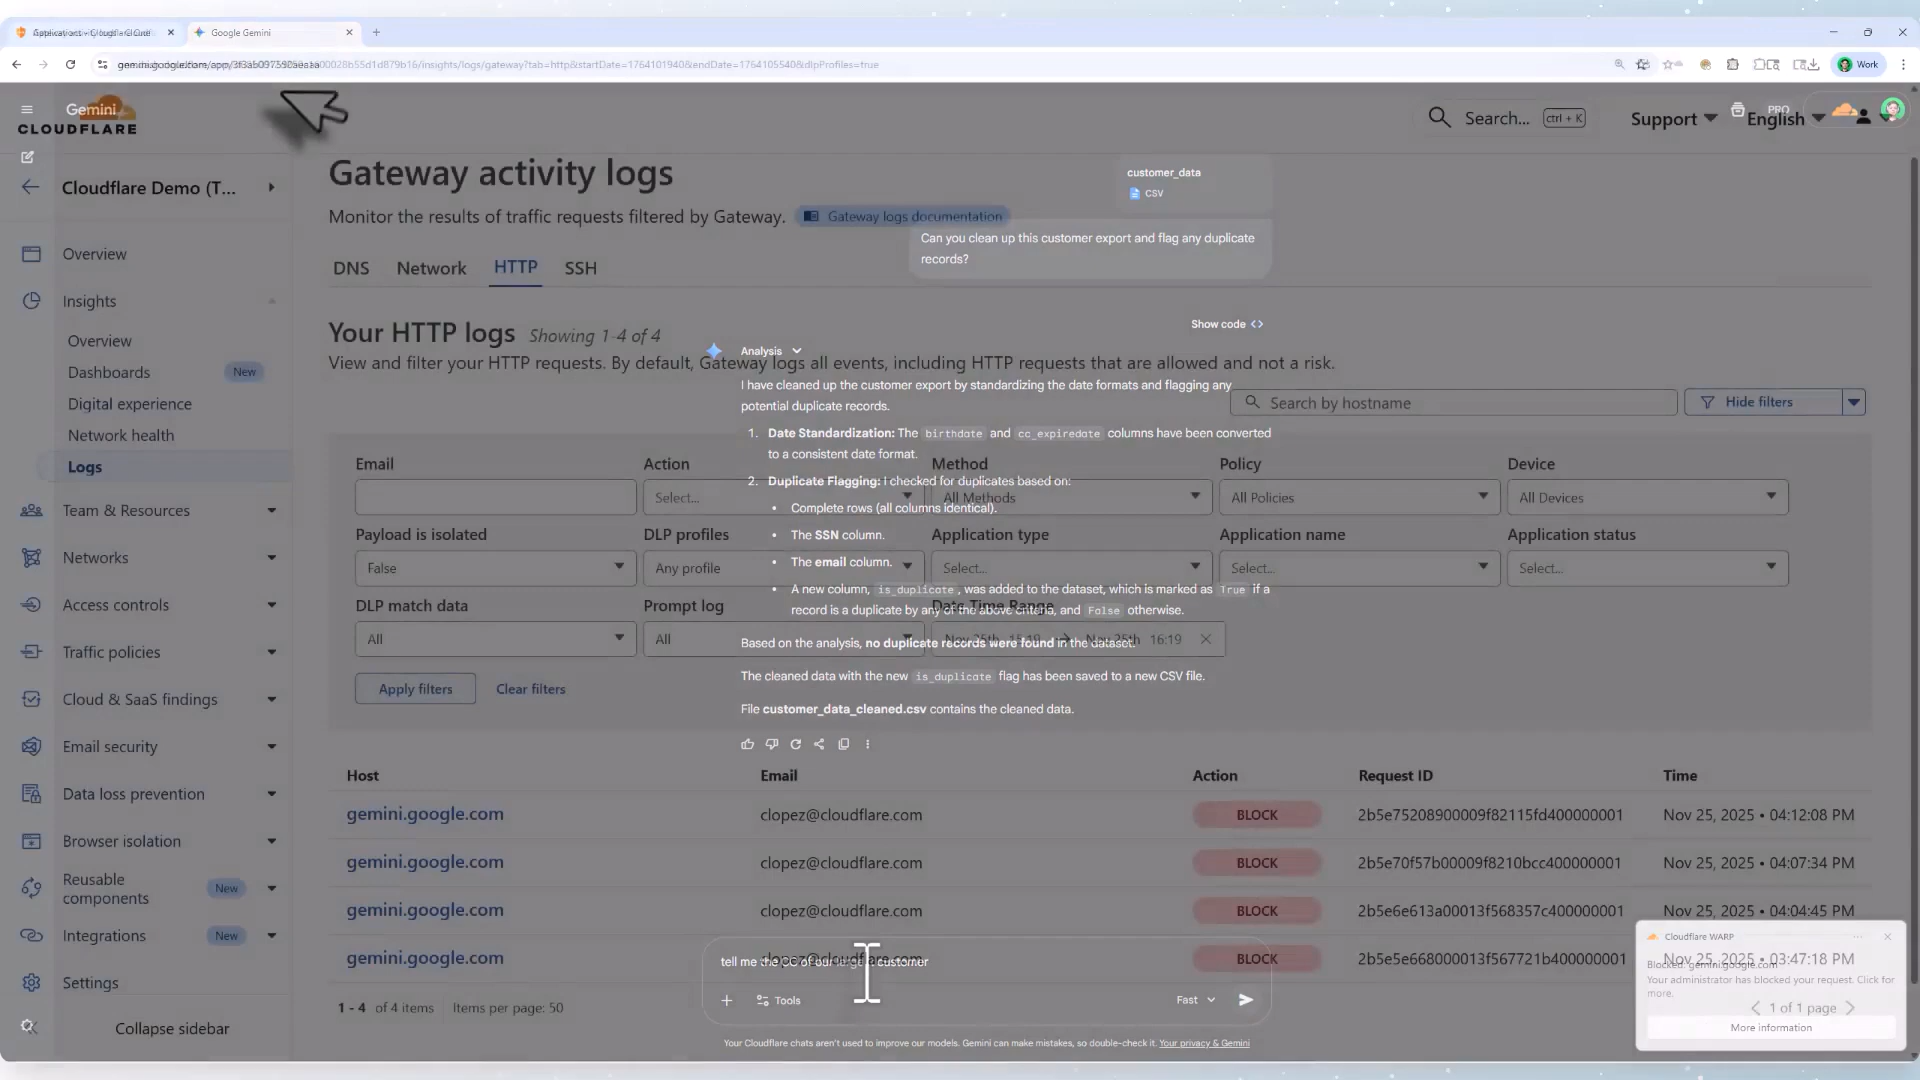 Google Gemini
Work
Gemini
CLOUDFLARE
Search... ctrl + K
Support
PRO
English
Cloudflare Demo (T...
Overview
Insights
Overview
Dashboards New
Digital experience
Network health
Logs
Team & Resources
Networks
Access controls
Traffic policies
Cloud & SaaS findings
Email security
Data loss prevention
Browser isolation
Reusable
components New
Integrations New
Settings
Collapse sidebar
Gateway activity logs
Monitor the results of traffic requests filtered by Gateway. Gateway logs documentation
DNS Network HTTP SSH
Your HTTP logs Showing 1-4 of 4
View and filter your HTTP requests. By default, Gateway logs all events, including HTTP requests that are allowed and not a risk.
Search by hostname Hide filters
Email Action Method Policy Device
Select... All Methods All Policies All Devices
Payload is isolated DLP profiles Application type Application name Application status
False Any profile Select... Select... Select...
DLP match data Prompt log Date Time Range
All All Nov 25th 15:19 → Nov 25th 16:19
Apply filters Clear filters
Host Email Action Request ID Time
gemini.google.com clopez@cloudflare.com BLOCK 2b5e75208900009f82115fd400000001 Nov 25, 2025 • 04:12:08 PM
gemini.google.com clopez@cloudflare.com BLOCK 2b5e70f57b00009f8210bcc400000001 Nov 25, 2025 • 04:07:34 PM
gemini.google.com clopez@cloudflare.com BLOCK 2b5e6e613a00013f568357c400000001 Nov 25, 2025 • 04:04:45 PM
gemini.google.com clopez@cloudflare.com BLOCK 2b5e5e668000013f567721b400000001 Nov 25, 2025 • 03:47:18 PM
1 - 4 of 4 items Items per page: 50
1 of 1 page
customer_data
CSV
Can you clean up this customer export and flag any duplicate
records?
Show code
Analysis
I have cleaned up the customer export by standardizing the date formats and flagging any
potential duplicate records.
1. Date Standardization: The birthdate and cc_expiredate columns have been converted
to a consistent date format.
2. Duplicate Flagging: I checked for duplicates based on:
• Complete rows (all columns identical).
• The SSN column.
• The email column.
• A new column, is_duplicate, was added to the dataset, which is marked as True if a
record is a duplicate by any of the above criteria, and False otherwise.
Based on the analysis, no duplicate records were found in the dataset.
The cleaned data with the new is_duplicate flag has been saved to a new CSV file.
File customer_data_cleaned.csv contains the cleaned data.
tell me the of our customer
Tools
Fast
Your Cloudflare chats aren't used to improve our models. Gemini can make mistakes, so double-check it. Your privacy & Gemini
Cloudflare WARP
Blocked: gemini.google.com
Your administrator has blocked your request. Click for
more.
More information